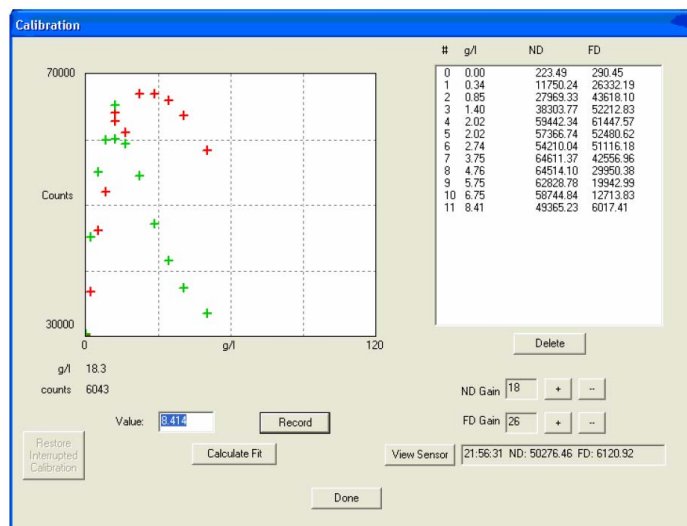 Calibration
# g/l ND FD
70000
Counts
30000
0 g/l 120
0 0.00 223.49 290.45
1 0.34 11750.24 26332.19
2 0.85 27969.33 43618.10
3 1.40 38303.77 52212.83
4 2.02 59442.34 61447.57
5 2.02 57366.74 52480.62
6 2.74 54210.04 51116.18
7 3.75 64611.37 42556.96
8 4.76 64514.10 29950.38
9 5.75 62828.78 19942.99
10 6.75 58744.84 12713.83
11 8.41 49365.23 6017.41
Delete
g/l 18.3
counts 6043
ND Gain 18 + --
FD Gain 26 + --
Value: 8.414 Record
Restore
Interrupted
Calibration
Calculate Fit
View Sensor 21:56:31 ND: 50276.46 FD: 6120.92
Done